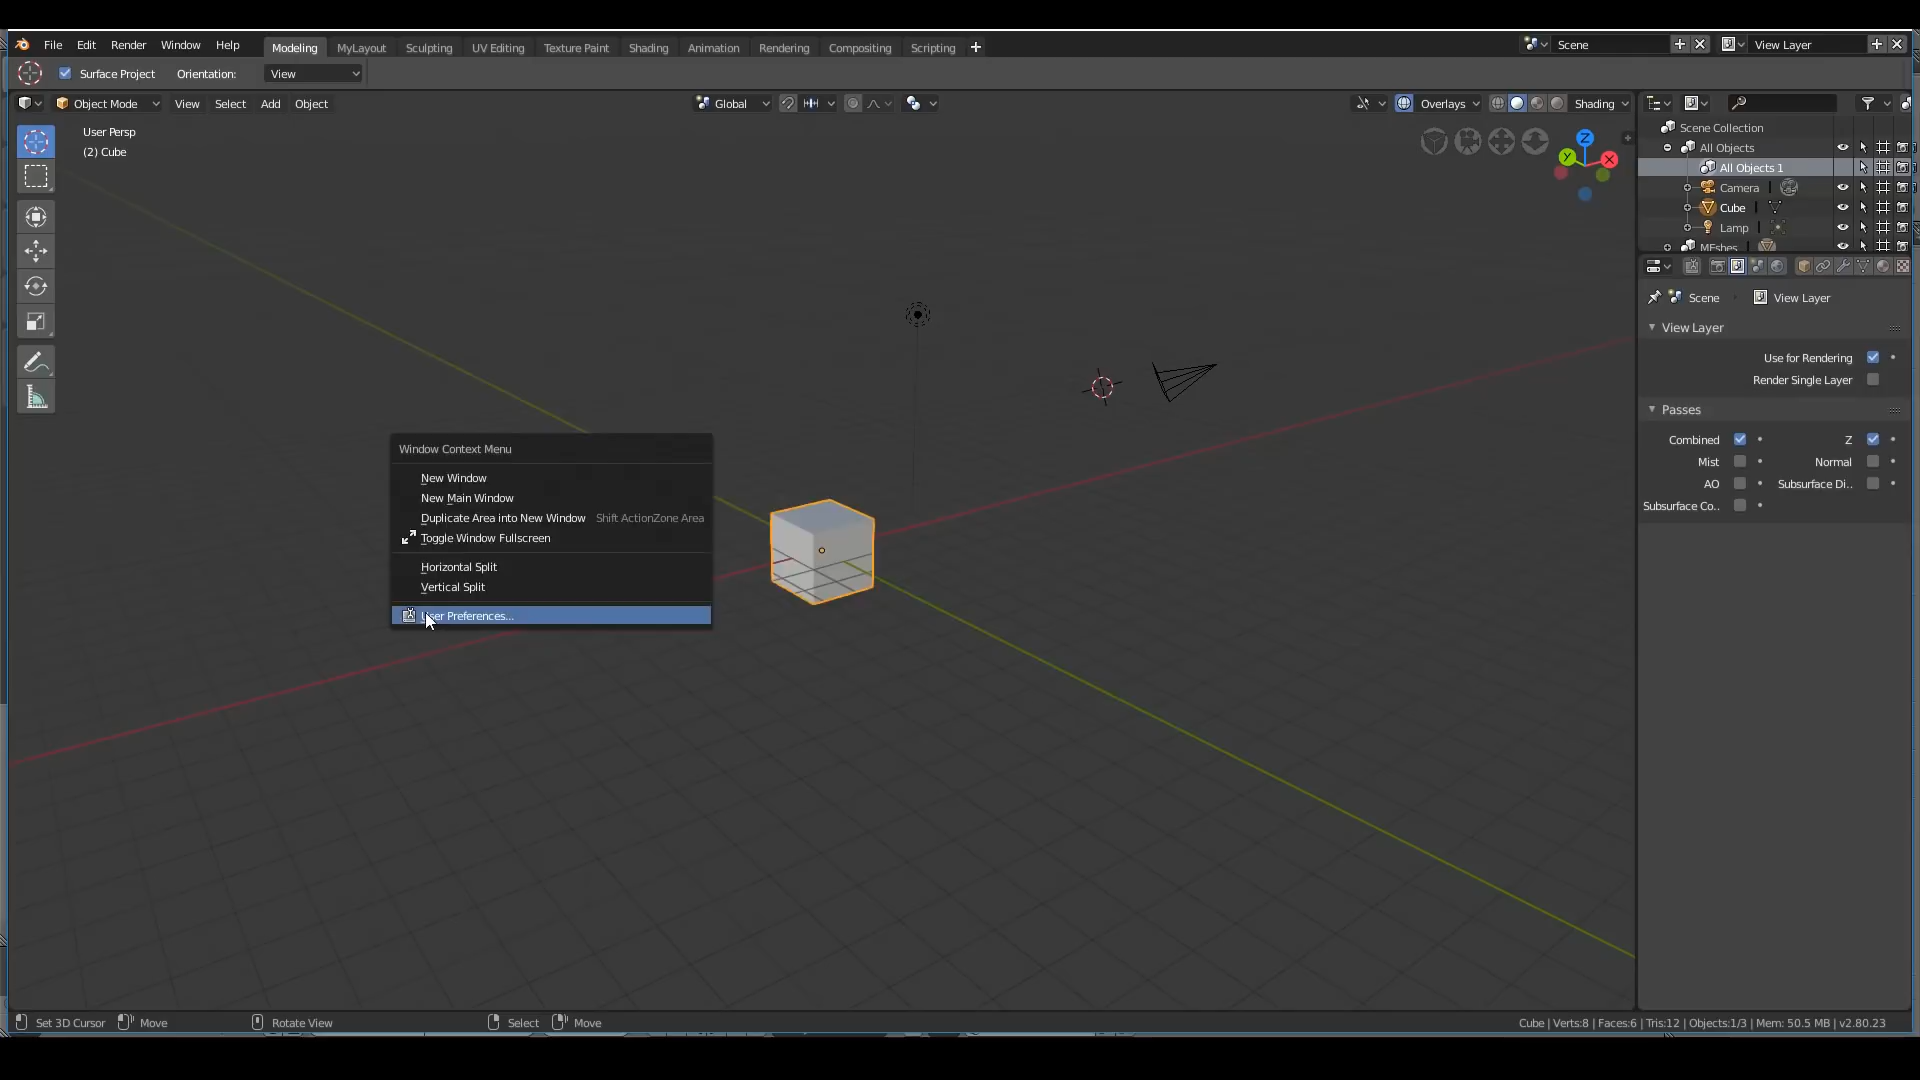 File Edit Render Window Help Modeling MyLayout Sculpting UV Editing Texture Paint Shading Animation Rendering Compositing Scripting + Scene View Layer
Surface Project Orientation: View
Object Mode View Select Add Object Global Overlays Shading
User Persp
(2) Cube
Z
Y
X
Scene Collection
All Objects
All Objects 1
Camera
Cube
Lamp
MEshes
Scene View Layer
View Layer
Use for Rendering
Render Single Layer
Passes
Combined Z
Mist Normal
AO Subsurface Di..
Subsurface Co..
Window Context Menu
New Window
New Main Window
Duplicate Area into New Window Shift ActionZone Area
Toggle Window Fullscreen
Horizontal Split
Vertical Split
User Preferences...
Set 3D Cursor Move Rotate View Select Move Cube | Verts:8 | Faces:6 | Tris:12 | Objects:1/3 | Mem: 50.5 MB | v2.80.23